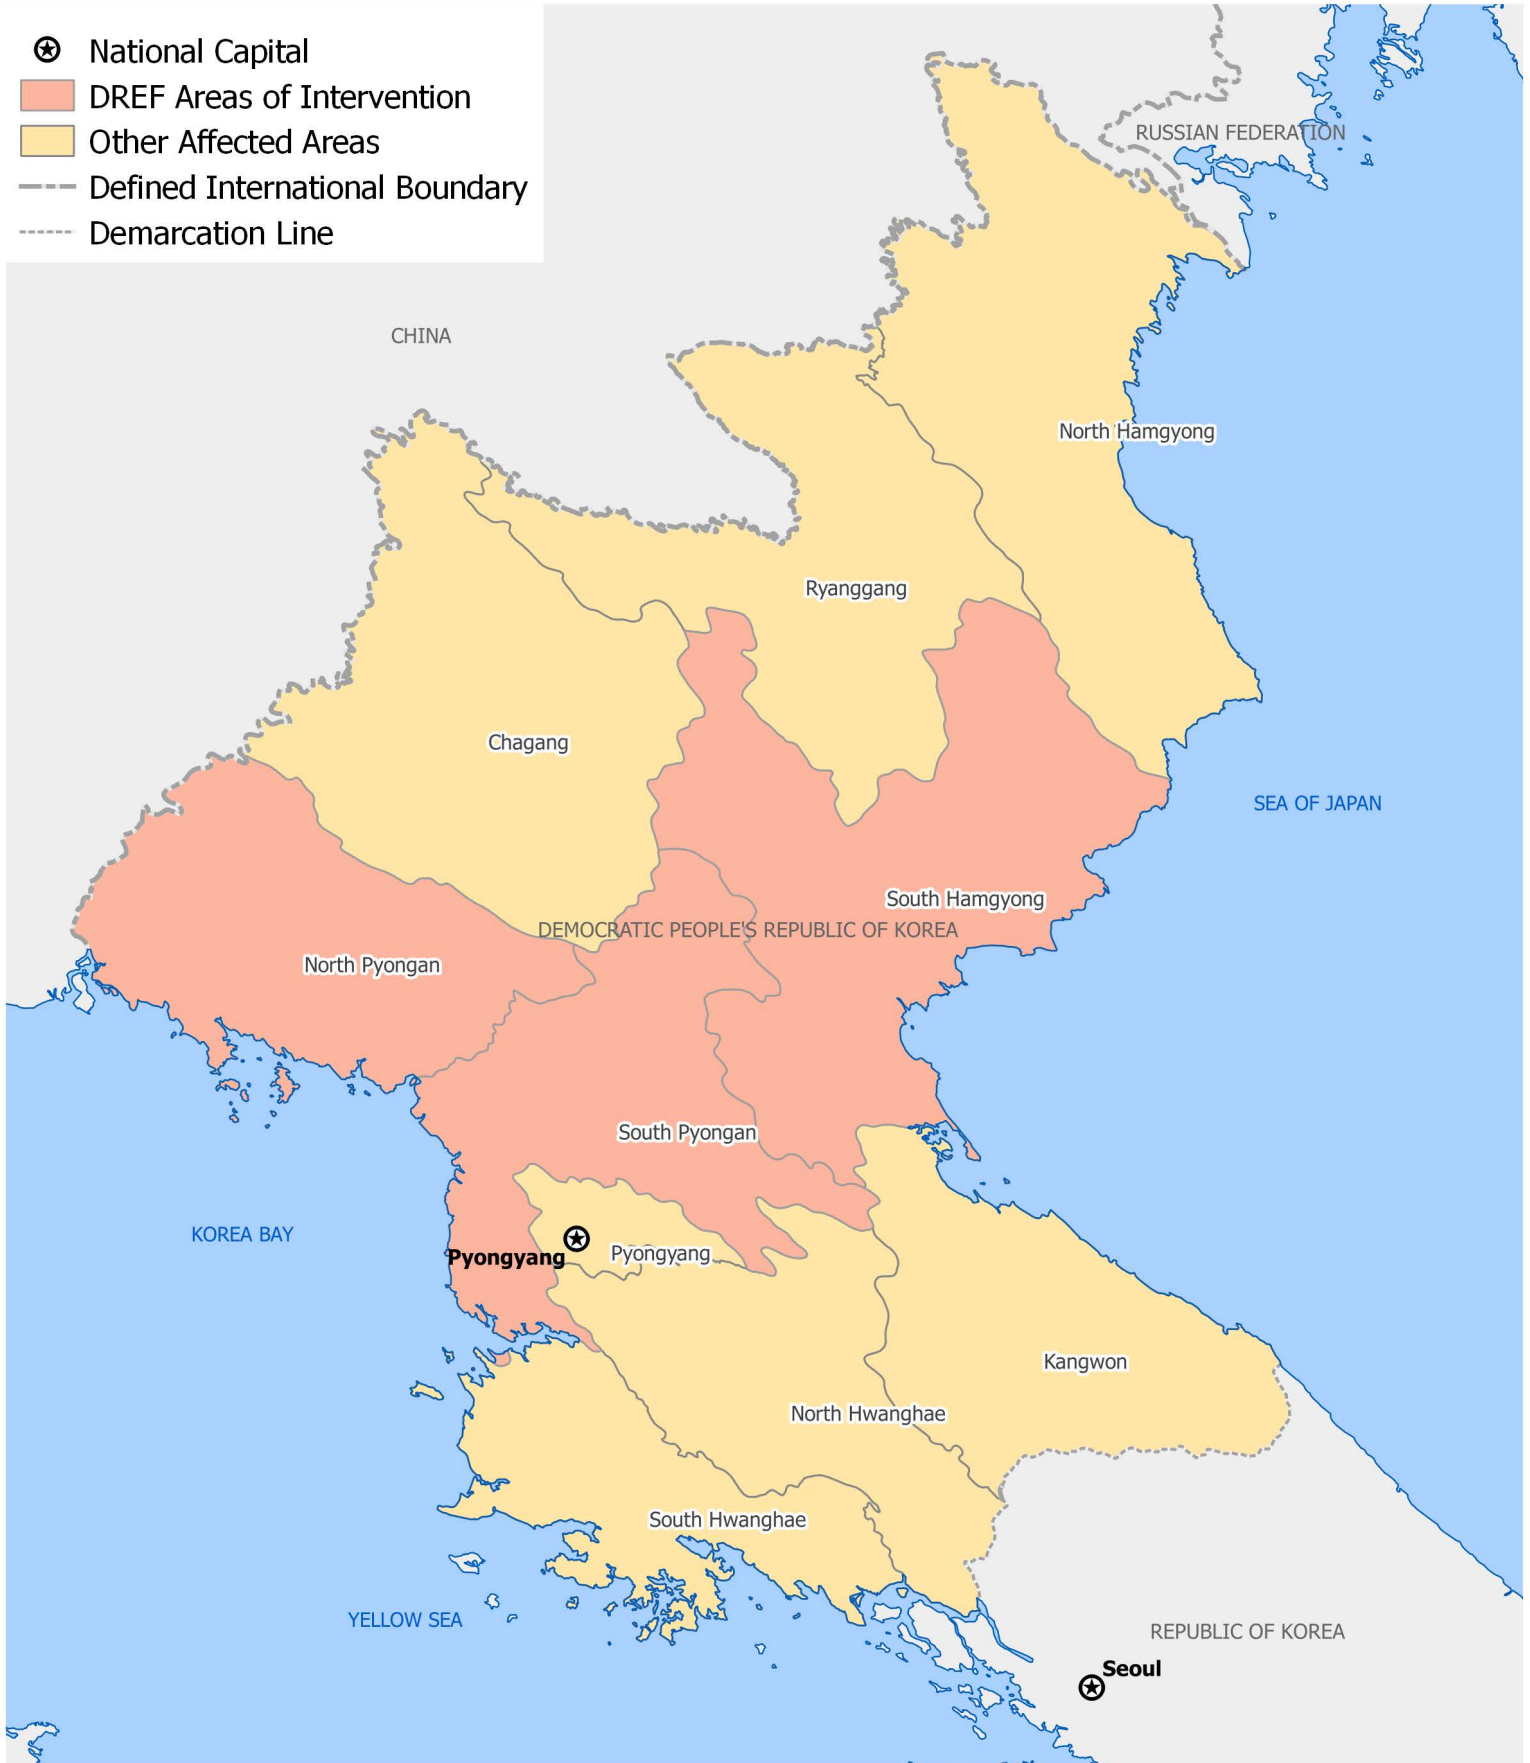 National Capital
DREF Areas of Intervention
Other Affected Areas
Defined International Boundary
Demarcation Line
RUSSIAN FEDERATION
CHINA
North Hamgyong
Ryanggang
Chagang
SEA OF JAPAN
South Hamgyong
DEMOCRATIC PEOPLE'S REPUBLIC OF KOREA
North Pyongan
South Pyongan
KOREA BAY
Pyongyang
Pyongyang
Kangwon
North Hwanghae
South Hwanghae
YELLOW SEA
REPUBLIC OF KOREA
Seoul